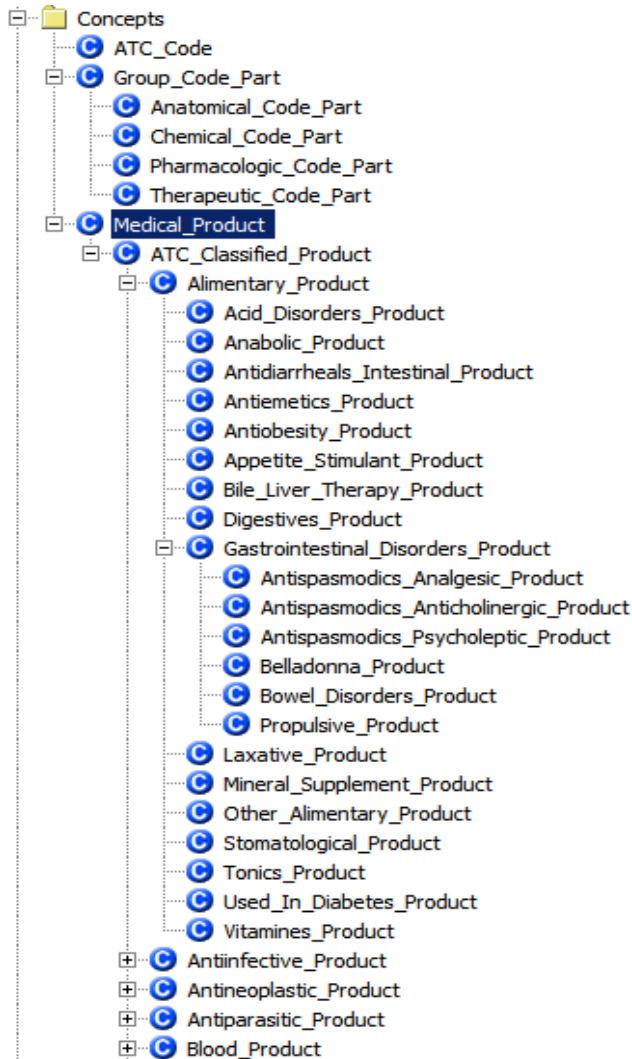 Concepts
ATC_Code
Group_Code_Part
Anatomical_Code_Part
Chemical_Code_Part
Pharmacologic_Code_Part
Therapeutic_Code_Part
Medical_Product
ATC_Classified_Product
Alimentary_Product
Acid_Disorders_Product
Anabolic_Product
Antidiarrheals_Intestinal_Product
Antiemetics_Product
Antiobesity_Product
Appetite_Stimulant_Product
Bile_Liver_Therapy_Product
Digestives_Product
Gastrointestinal_Disorders_Product
Antispasmodics_Analgesic_Product
Antispasmodics_Anticholinergic_Product
Antispasmodics_Psycholeptic_Product
Belladonna_Product
Bowel_Disorders_Product
Propulsive_Product
Laxative_Product
Mineral_Supplement_Product
Other_Alimentary_Product
Stomatological_Product
Tonics_Product
Used_In_Diabetes_Product
Vitamines_Product
Antiinfective_Product
Antineoplastic_Product
Antiparasitic_Product
Blood_Product